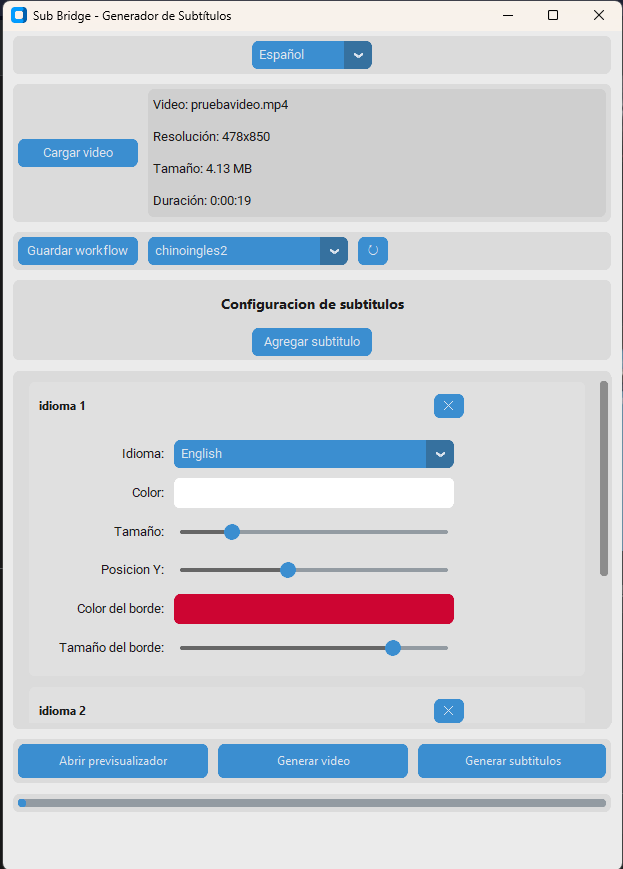 Sub Bridge - Generador de Subtítulos
Español
Cargar video
Video: pruebavideo.mp4
Resolución: 478x850
Tamaño: 4.13 MB
Duración: 0:00:19
Guardar workflow
chinoingles2
Configuracion de subtitulos
Agregar subtitulo
idioma 1
Idioma: English
Color:
Tamaño:
Posicion Y:
Color del borde:
Tamaño del borde:
idioma 2
Abrir previsualizador
Generar video
Generar subtitulos